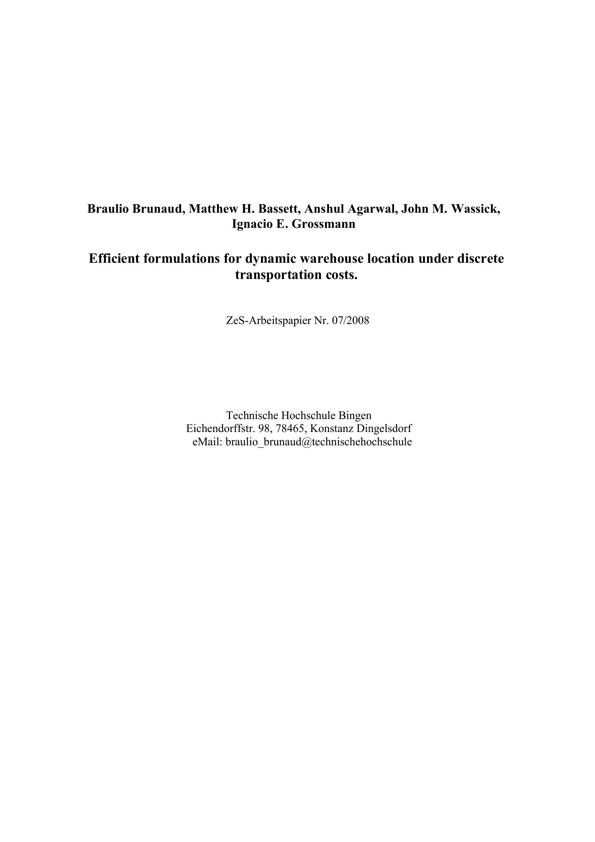 Braulio Brunaud, Matthew H. Bassett, Anshul Agarwal, John M. Wassick,
Ignacio E. Grossmann
Efficient formulations for dynamic warehouse location under discrete
transportation costs.
ZeS-Arbeitspapier Nr. 07/2008
Technische Hochschule Bingen
Eichendorffstr. 98, 78465, Konstanz Dingelsdorf
eMail: braulio_brunaud@technischehochschule